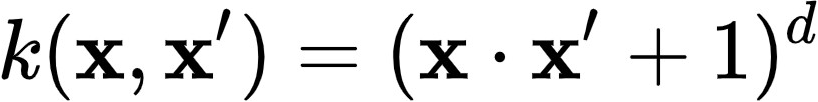 k(𝐱, 𝐱′) = (𝐱 · 𝐱′ + 1)ᵈ